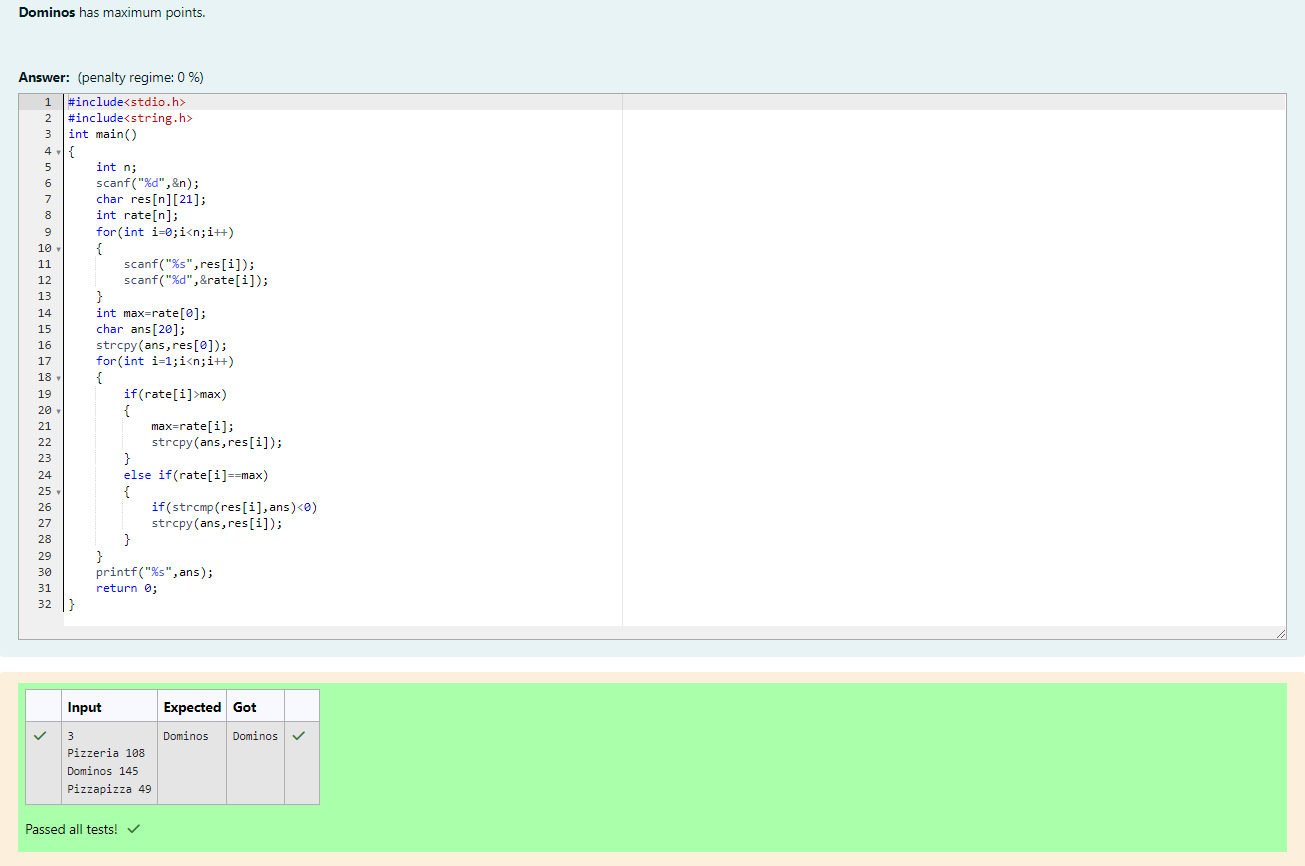 Dominos has maximum points.
Answer: (penalty regime: 0 %)
1 #include<stdio.h>
2 #include<string.h>
3 int main()
4 {
5     int n;
6     scanf("%d",&n);
7     char res[n][21];
8     int rate[n];
9     for(int i=0;i<n;i++)
10     {
11         scanf("%s",res[i]);
12         scanf("%d",&rate[i]);
13     }
14     int max=rate[0];
15     char ans[20];
16     strcpy(ans,res[0]);
17     for(int i=1;i<n;i++)
18     {
19         if(rate[i]>max)
20         {
21             max=rate[i];
22             strcpy(ans,res[i]);
23         }
24         else if(rate[i]==max)
25         {
26             if(strcmp(res[i],ans)<0)
27             strcpy(ans,res[i]);
28         }
29     }
30     printf("%s",ans);
31     return 0;
32 }
Input Expected Got
3 Dominos Dominos
Pizzeria 108
Dominos 145
Pizzapizza 49
Passed all tests!